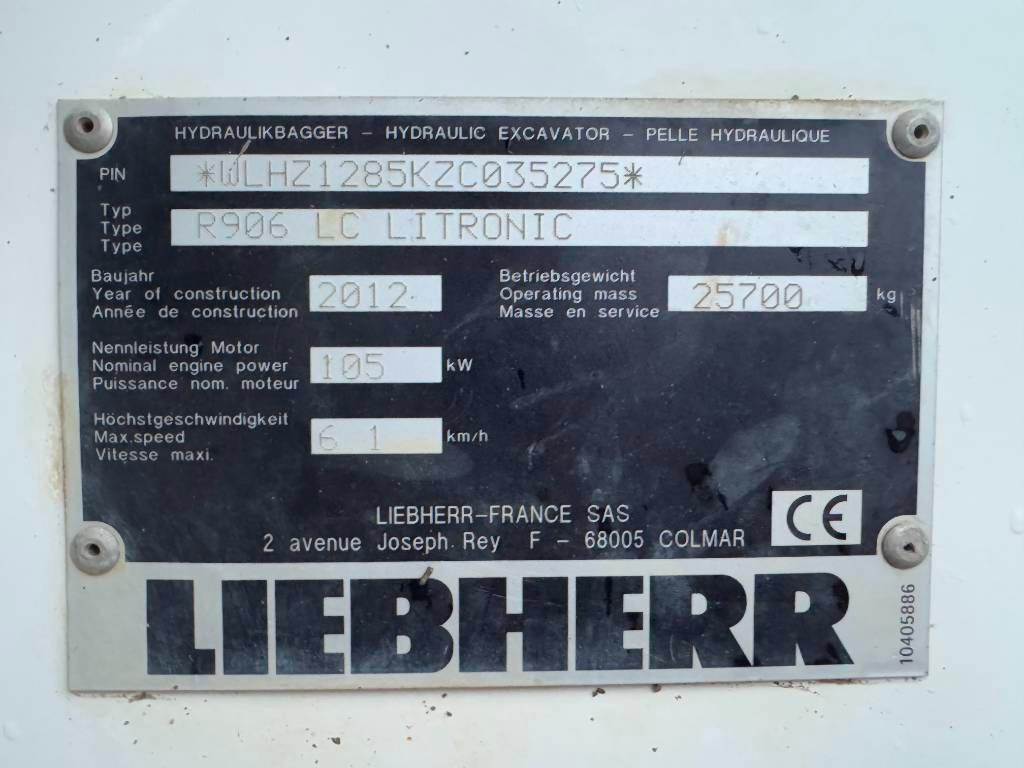 HYDRAULIKBAGGER – HYDRAULIC EXCAVATOR – PELLE HYDRAULIQUE
PIN *WLHZ1285KZC035275*
Typ
Type R906 LC LITRONIC
Type
Baujahr
Year of construction 2012
Année de construction
Betriebsgewicht
Operating mass 25700 kg
Masse en service
Nennleistung Motor
Nominal engine power 105 kW
Puissance nom. moteur
Höchstgeschwindigkeit
Max.speed 6 1 km/h
Vitesse maxi.
LIEBHERR–FRANCE SAS
2 avenue Joseph Rey F – 68005 COLMAR
CE
LIEBHERR
10405886